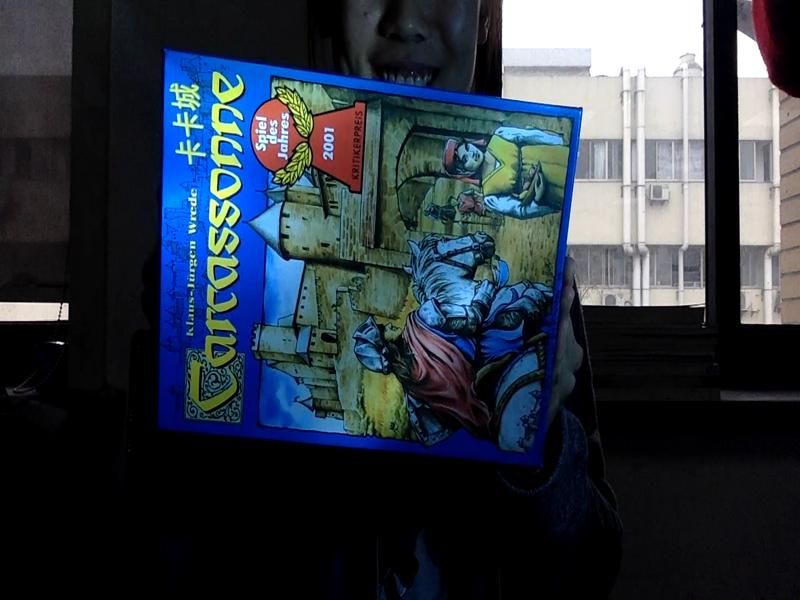 卡卡城
Klaus-Jürgen Wrede
Carcassonne
Spiel
des
Jahres
2001
KRITIKERPREIS